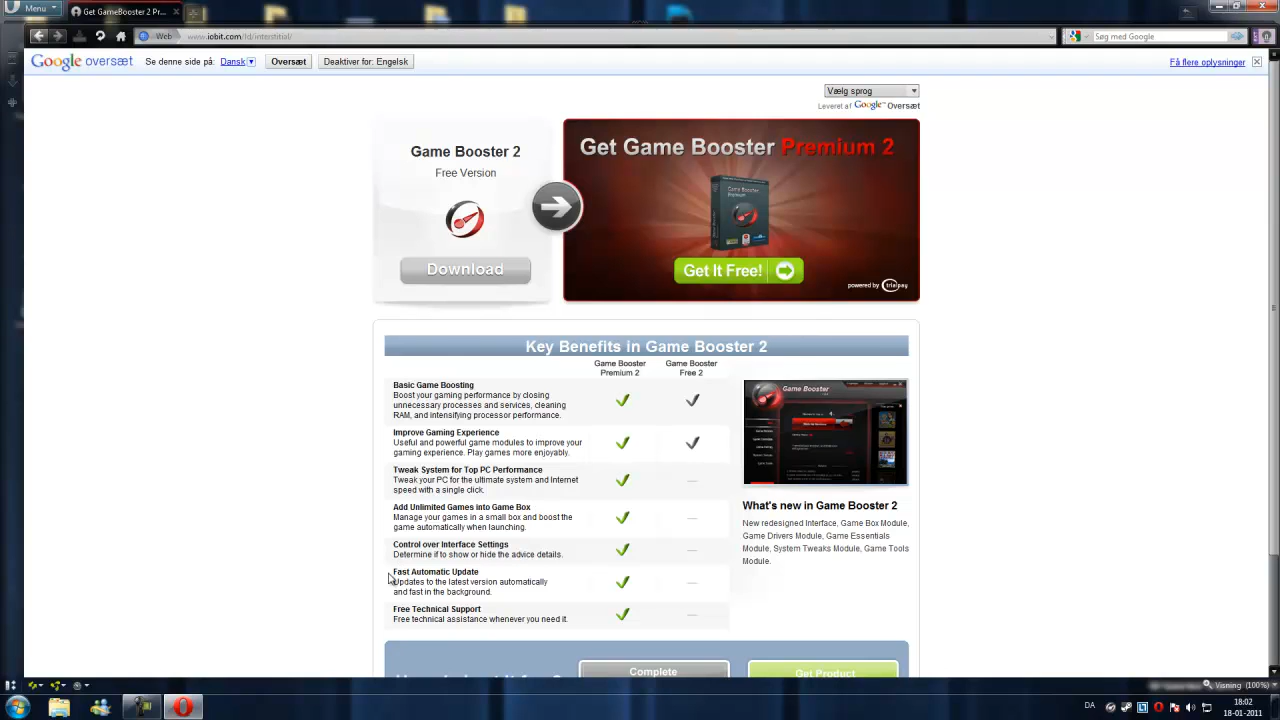 Menu
Get GameBooster 2 Pr...
Web
www.iobit.com/ld/interstitial/
Søg med Google
Google oversæt
Se denne side på:
Dansk
Oversæt
Deaktiver for: Engelsk
Få flere oplysninger
Vælg sprog
Leveret af Google™ Oversæt
Game Booster 2
Free Version
Download
Get Game Booster Premium 2
Get It Free!
powered by trialpay
Key Benefits in Game Booster 2
Game Booster
Premium 2
Game Booster
Free 2
Basic Game Boosting
Boost your gaming performance by closing
unnecessary processes and services, cleaning
RAM, and intensifying processor performance.
Improve Gaming Experience
Useful and powerful game modules to improve your
gaming experience. Play games more enjoyably.
Tweak System for Top PC Performance
Tweak your PC for the ultimate system and Internet
speed with a single click.
Add Unlimited Games into Game Box
Manage your games in a small box and boost the
game automatically when launching.
Control over Interface Settings
Determine if to show or hide the advice details.
Fast Automatic Update
Updates to the latest version automatically
and fast in the background.
Free Technical Support
Free technical assistance whenever you need it.
Game Booster
What's new in Game Booster 2
New redesigned Interface, Game Box Module,
Game Drivers Module, Game Essentials
Module, System Tweaks Module, Game Tools
Module.
Complete
Get Product
Visning (100%)
DA
18:02
18-01-2011